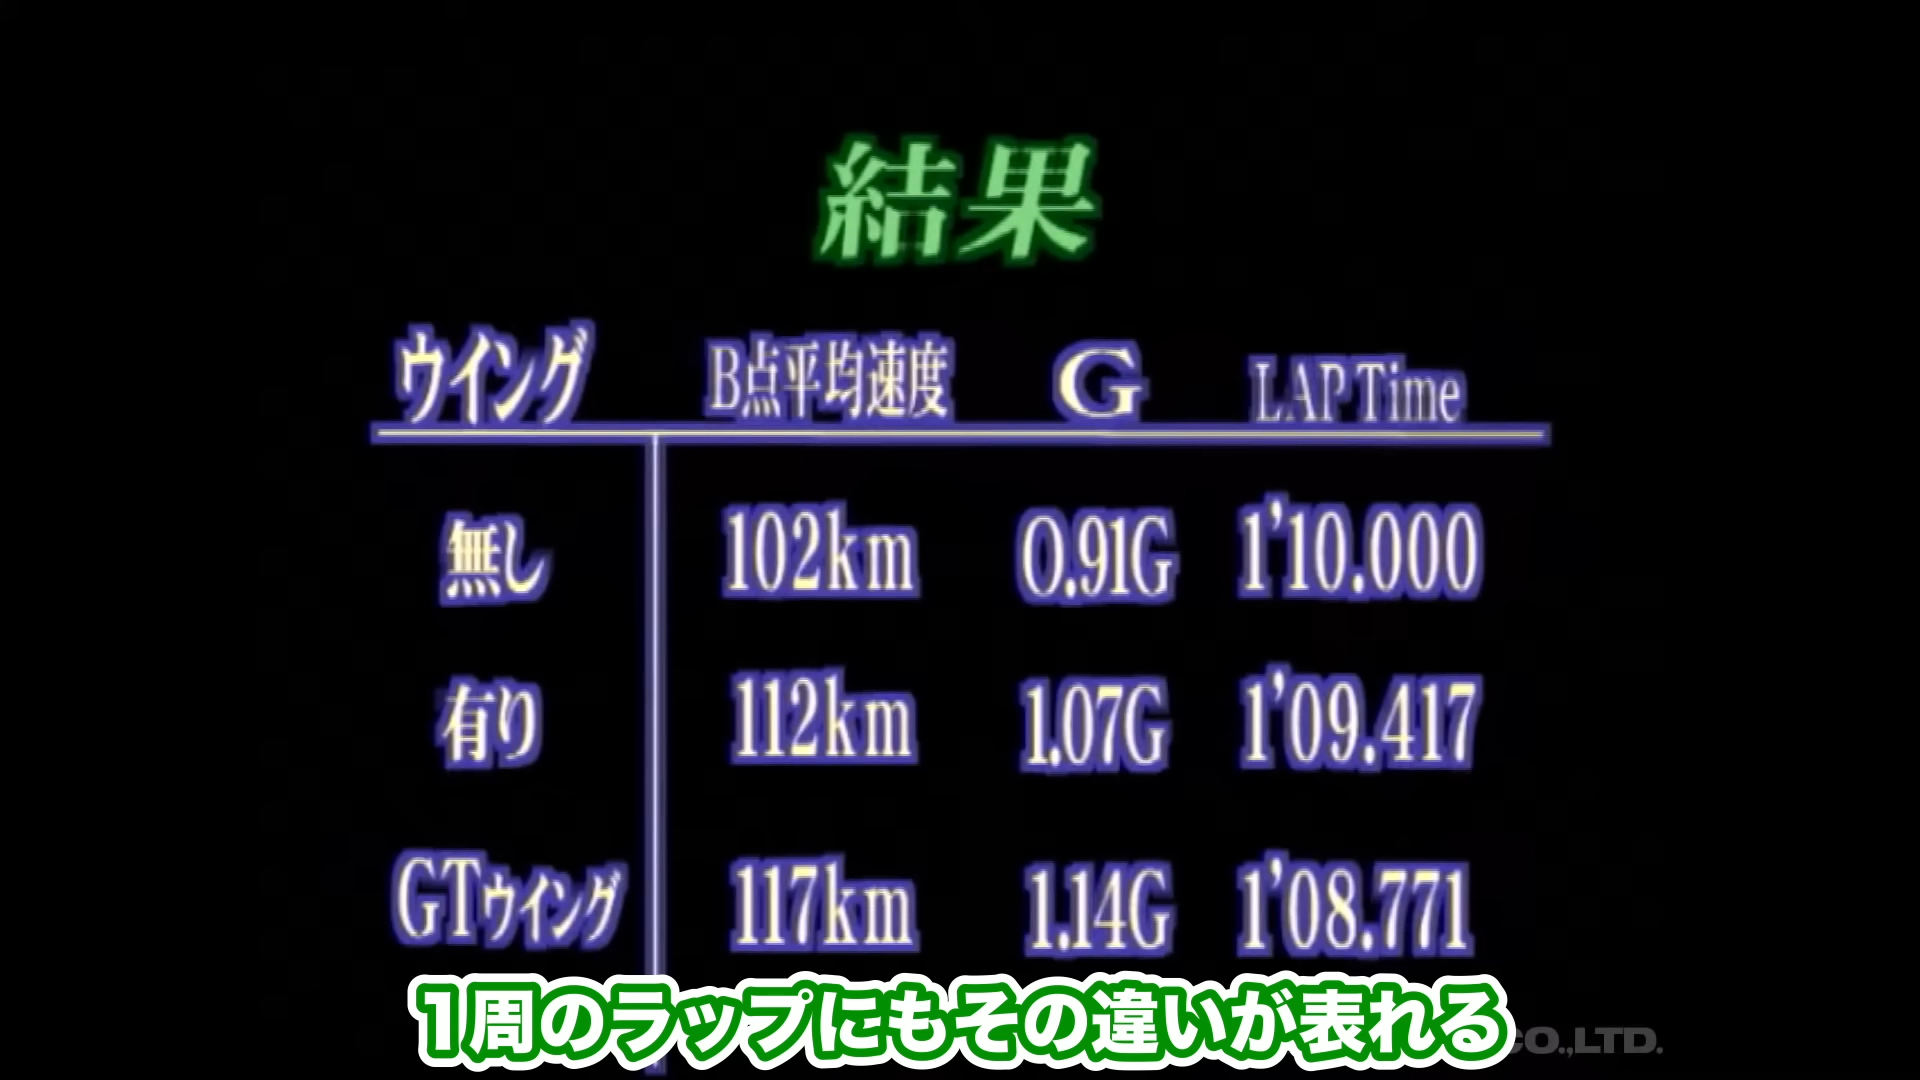 結果
ウイング B点平均速度 G LAP Time
無し 102km 0.91G 1'10.000
有り 112km 1.07G 1'09.417
GTウイング 117km 1.14G 1'08.771
1周のラップにもその違いが表れる
CO.,LTD.